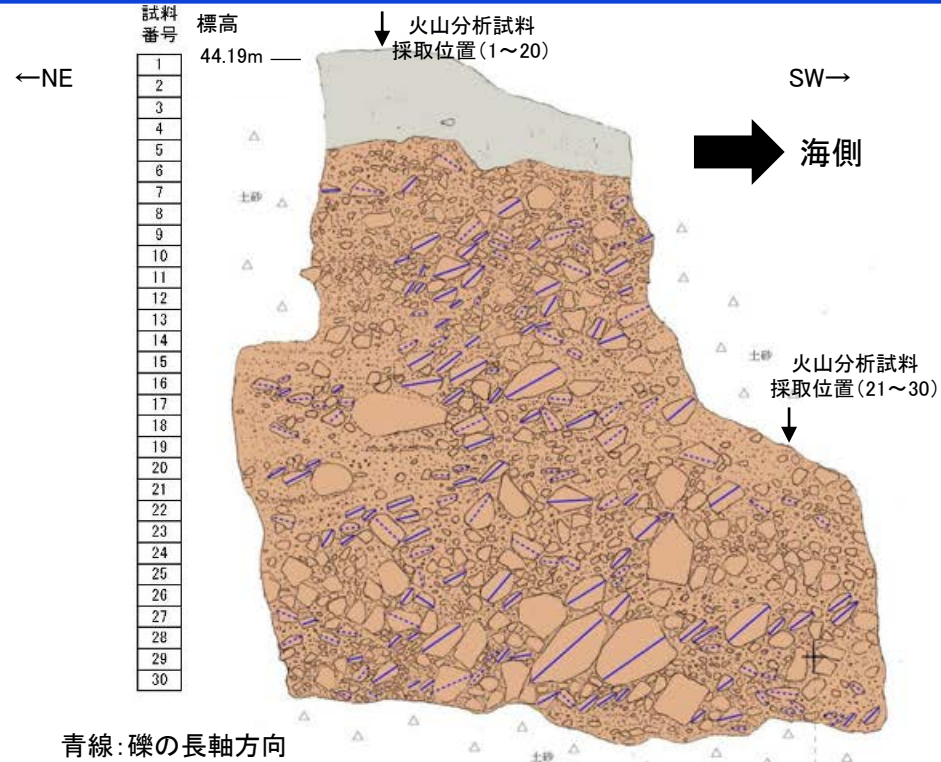 試料
番号
標高
44.19m
火山分析試料
採取位置(1～20)
←NE
SW→
海側
1
2
3
4
5
6
7
8
9
10
11
12
13
14
15
16
17
18
19
20
21
22
23
24
25
26
27
28
29
30
土砂
土砂
火山分析試料
採取位置(21～30)
土砂
青線:礫の長軸方向